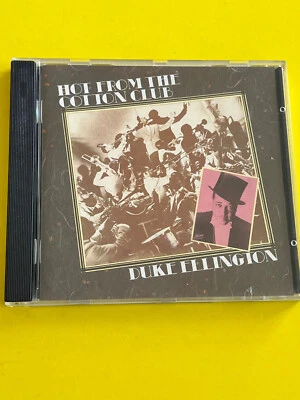 HOT FROM THE
COTTON CLUB
DUKE ELLINGTON